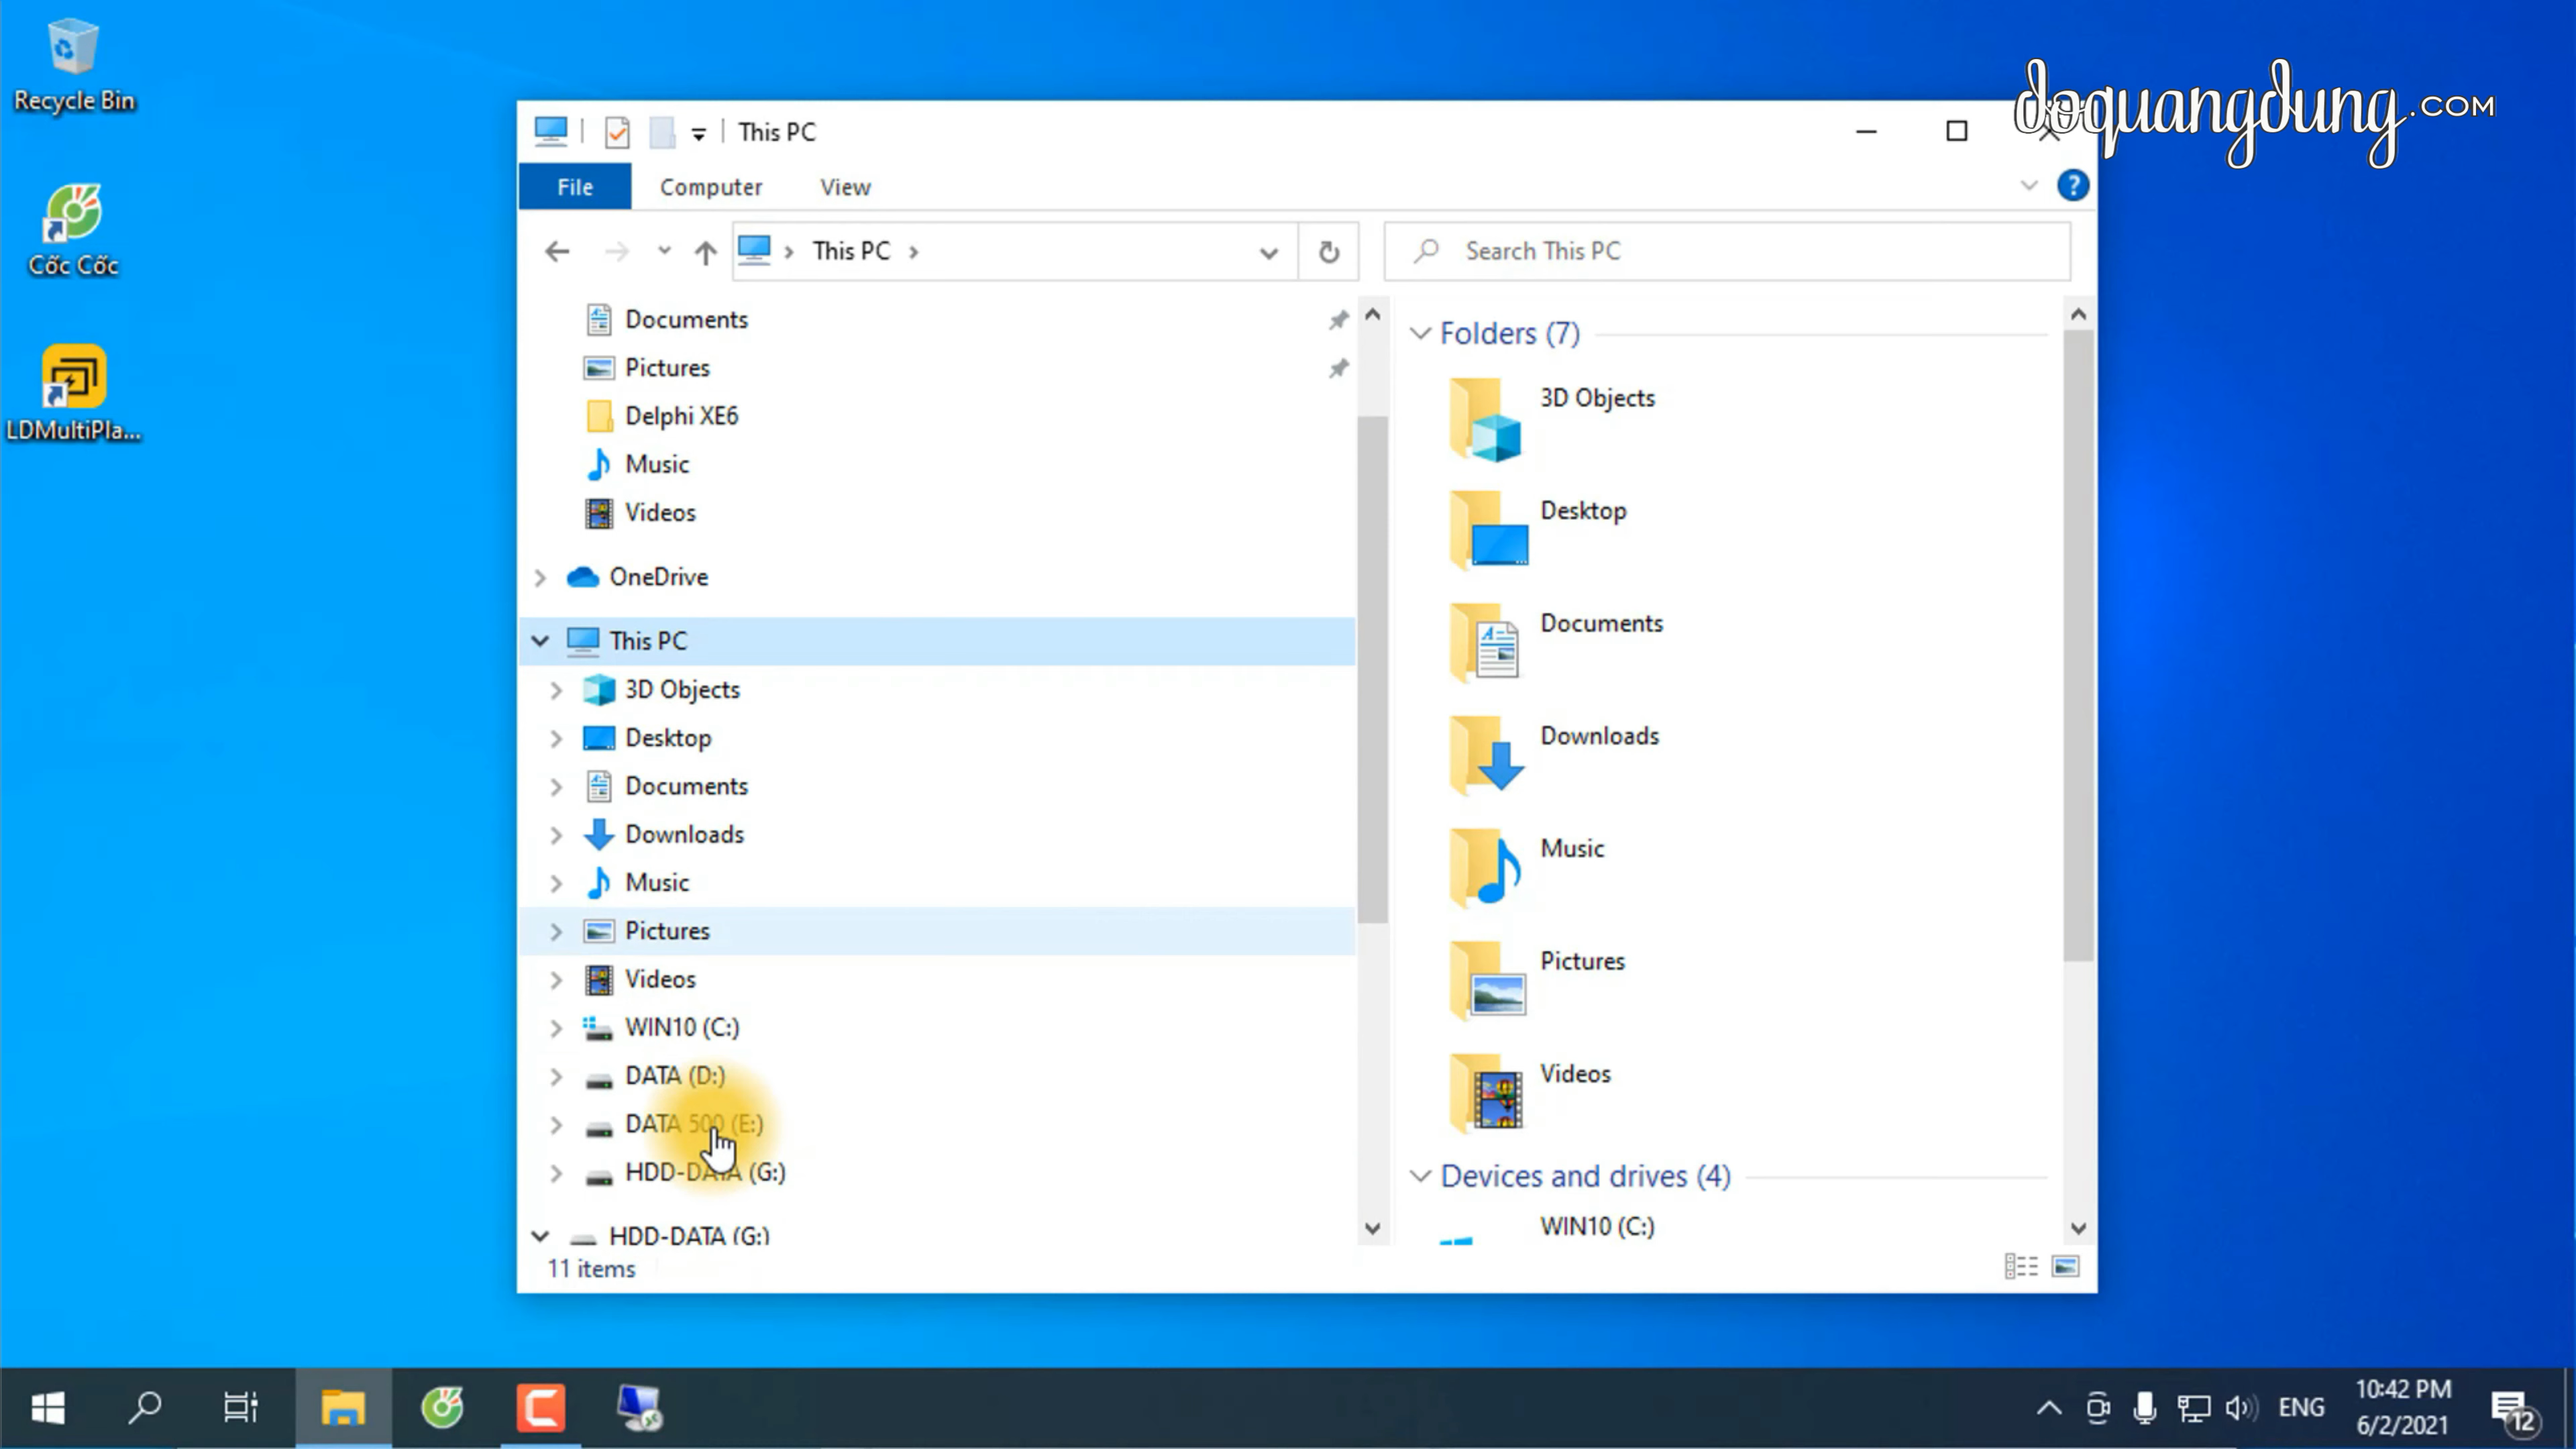 Recycle Bin
Cốc Cốc
LDMultiPla...
doquangdung.COM
This PC
File
Computer
View
This PC
Search This PC
Documents
Pictures
Delphi XE6
Music
Videos
OneDrive
This PC
3D Objects
Desktop
Documents
Downloads
Music
Pictures
Videos
WIN10 (C:)
DATA (D:)
DATA 500 (E:)
HDD-DATA (G:)
HDD-DATA (G:)
11 items
Folders (7)
3D Objects
Desktop
Documents
Downloads
Music
Pictures
Videos
Devices and drives (4)
WIN10 (C:)
ENG
10:42 PM
6/2/2021
12